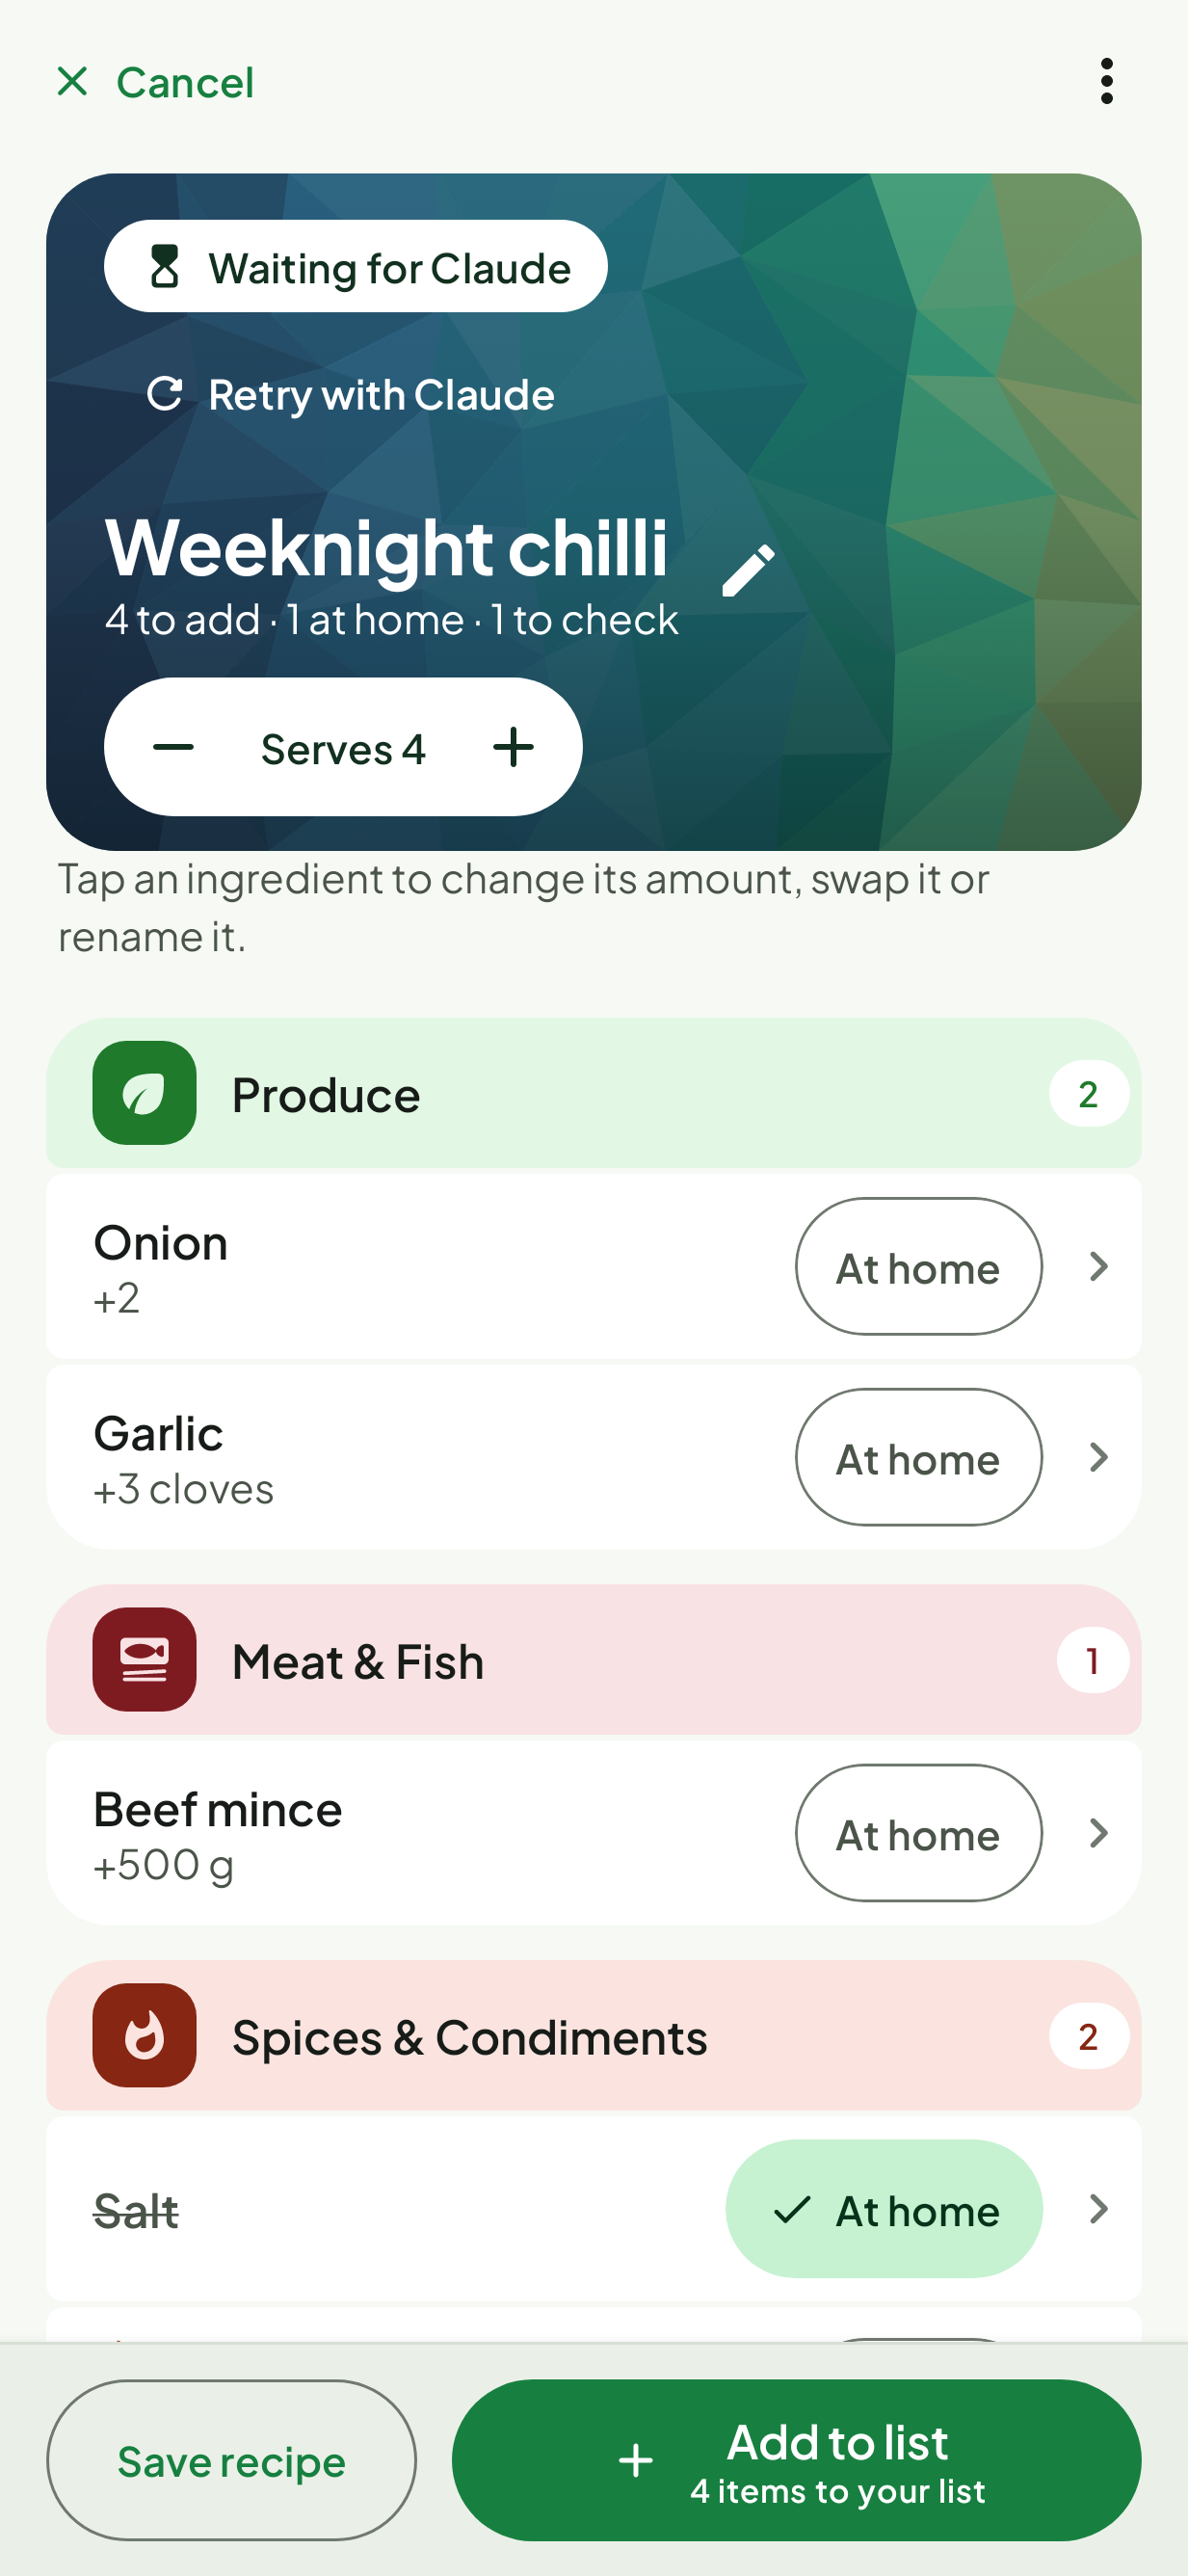 Cancel
Waiting for Claude
Retry with Claude
Weeknight chilli
4 to add · 1 at home · 1 to check
Serves 4
Tap an ingredient to change its amount, swap it or
rename it.
Produce
2
Onion
+2
At home
Garlic
+3 cloves
At home
Meat & Fish
1
Beef mince
+500 g
At home
Spices & Condiments
2
Salt
At home
Save recipe
Add to list
4 items to your list